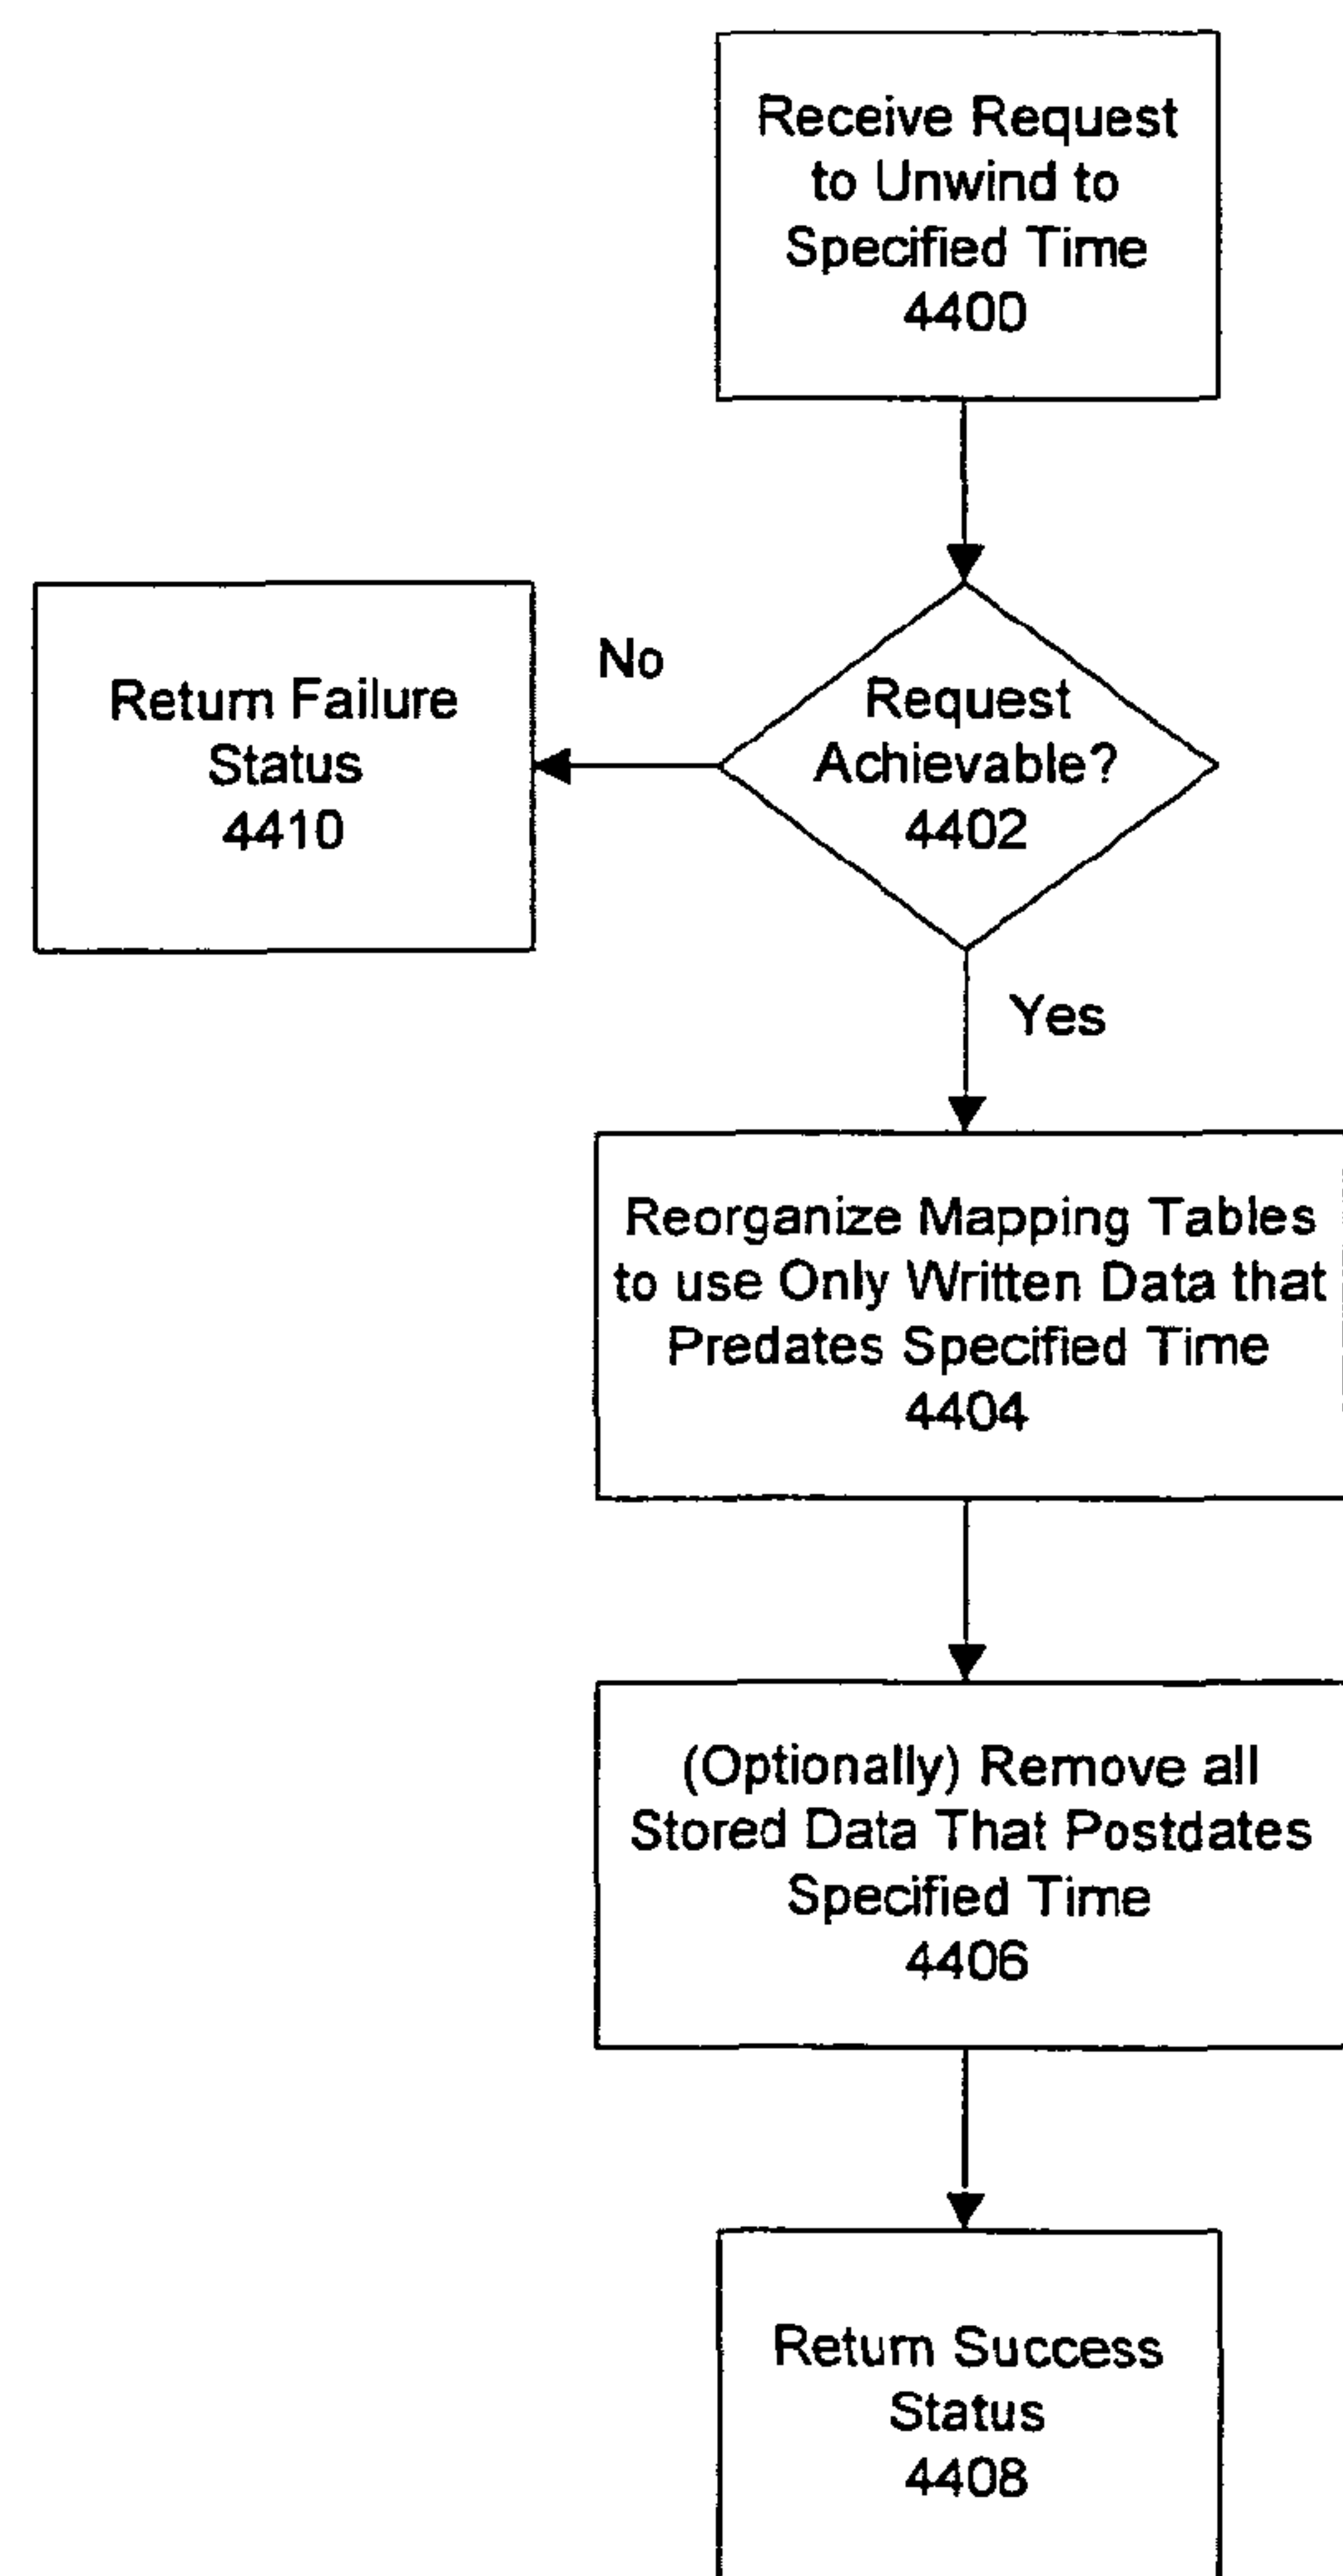 Receive Request
to Unwind to
Specified Time
4400
No
Request
Achievable?
4402
Return Failure
Status
4410
Yes
Reorganize Mapping Tables
to use Only Written Data that
Predates Specified Time
4404
(Optionally) Remove all
Stored Data That Postdates
Specified Time
4406
Return Success
Status
4408